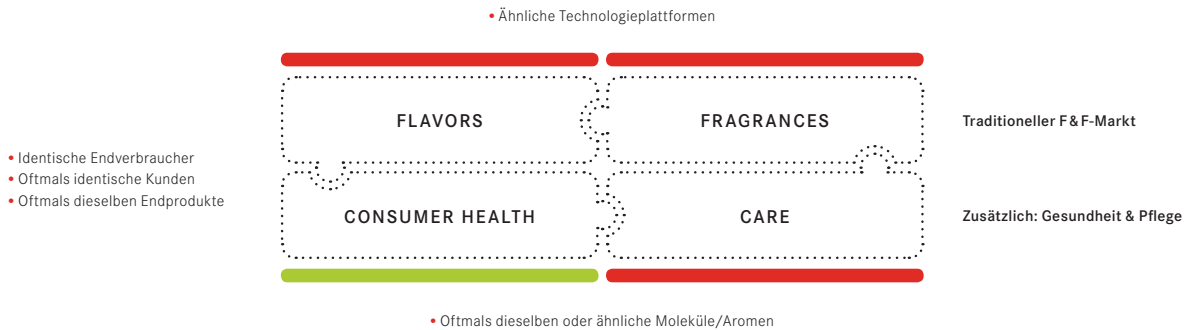 • Ähnliche Technologieplattformen
FLAVORS
FRAGRANCES
Traditioneller F & F-Markt
• Identische Endverbraucher
• Oftmals identische Kunden
• Oftmals dieselben Endprodukte
CONSUMER HEALTH
CARE
Zusätzlich: Gesundheit & Pflege
• Oftmals dieselben oder ähnliche Moleküle/Aromen